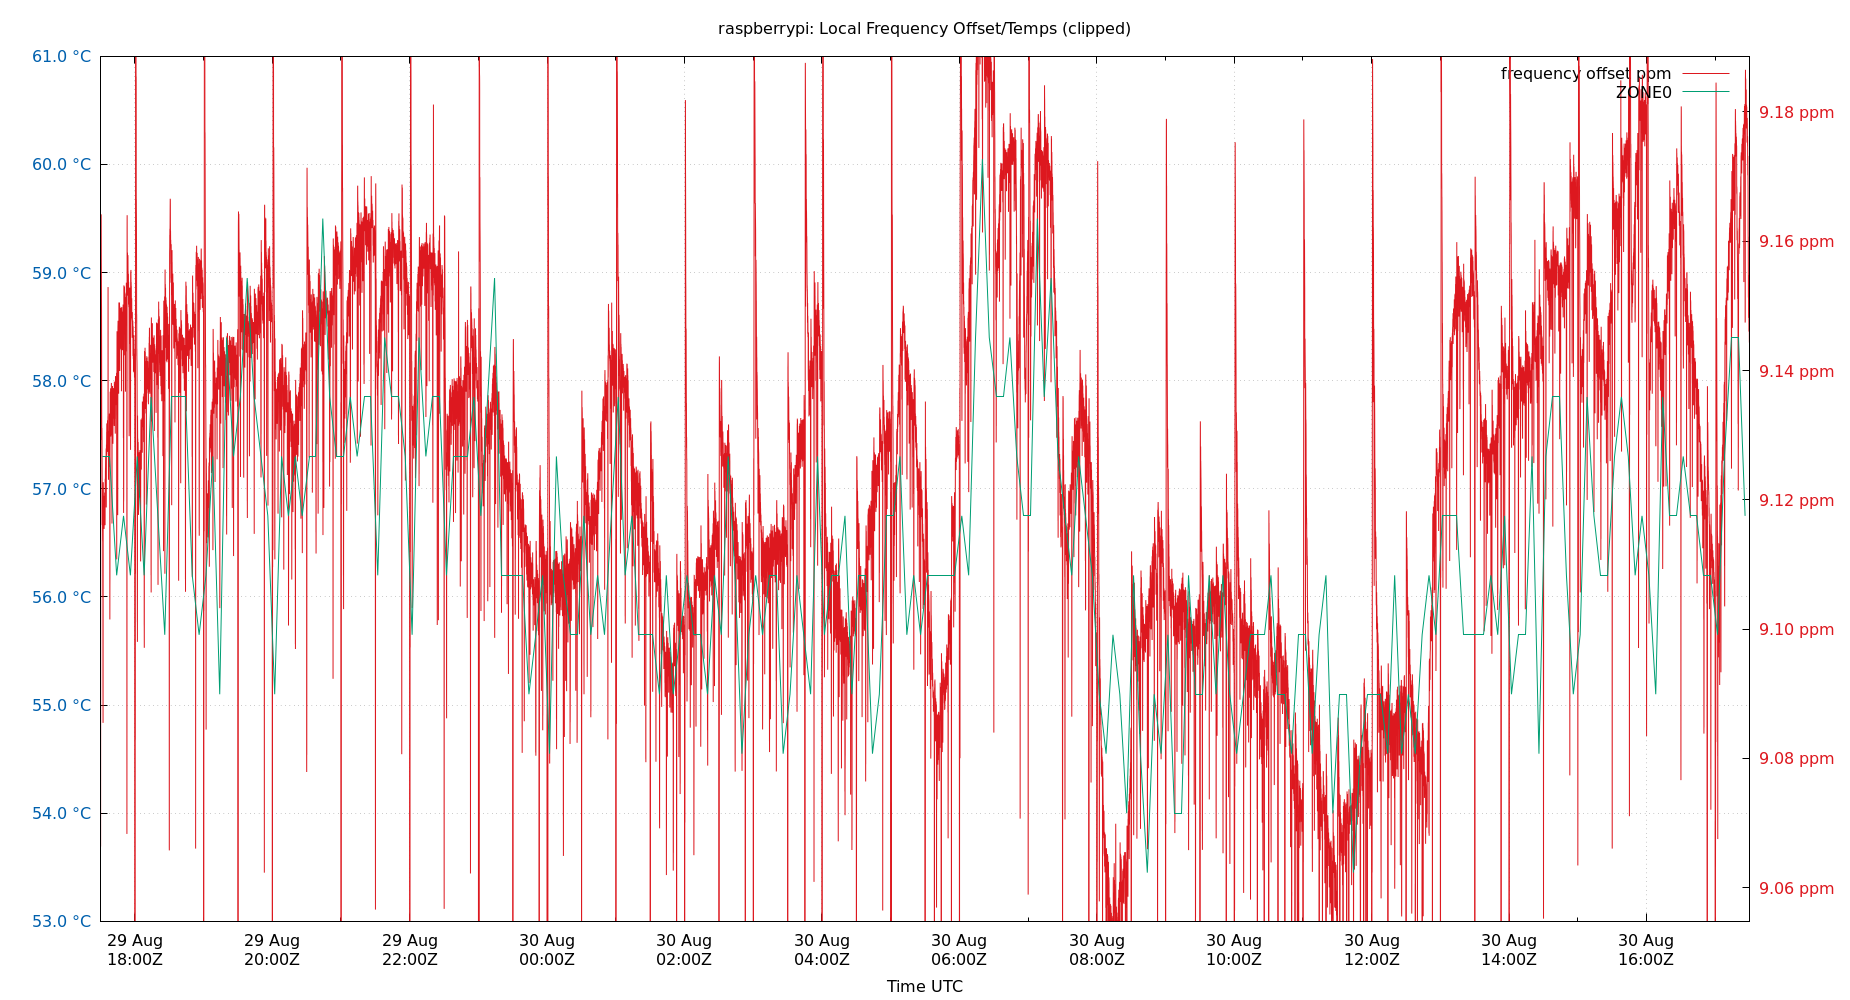 raspberrypi: Local Frequency Offset/Temps (clipped)
61.0 °C
60.0 °C
59.0 °C
58.0 °C
57.0 °C
56.0 °C
55.0 °C
54.0 °C
53.0 °C
frequency offset ppm
ZONE0
9.18 ppm
9.16 ppm
9.14 ppm
9.12 ppm
9.10 ppm
9.08 ppm
9.06 ppm
29 Aug 29 Aug 29 Aug 30 Aug 30 Aug 30 Aug 30 Aug 30 Aug 30 Aug 30 Aug 30 Aug 30 Aug
18:00Z 20:00Z 22:00Z 00:00Z 02:00Z 04:00Z 06:00Z 08:00Z 10:00Z 12:00Z 14:00Z 16:00Z
Time UTC